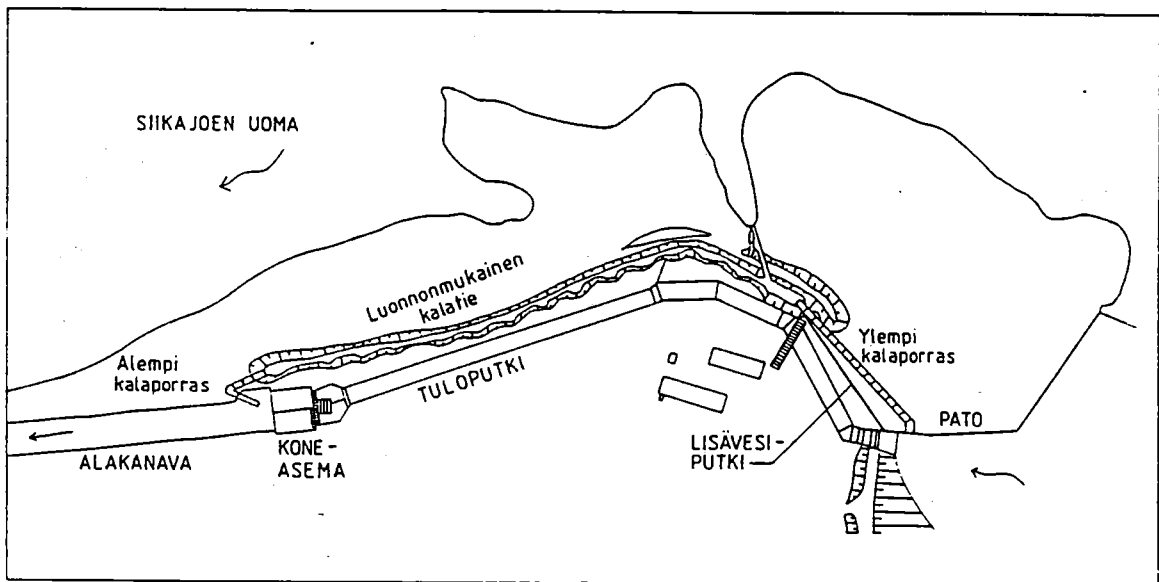 SIIKAJOEN UOMA
Luonnonmukainen
kalatie
Alempi
kalaporras
TULOPUTKI
Ylempi
kalaporras
PATO
LISÄVESI-
PUTKI
KONE-
ASEMA
ALAKANAVA